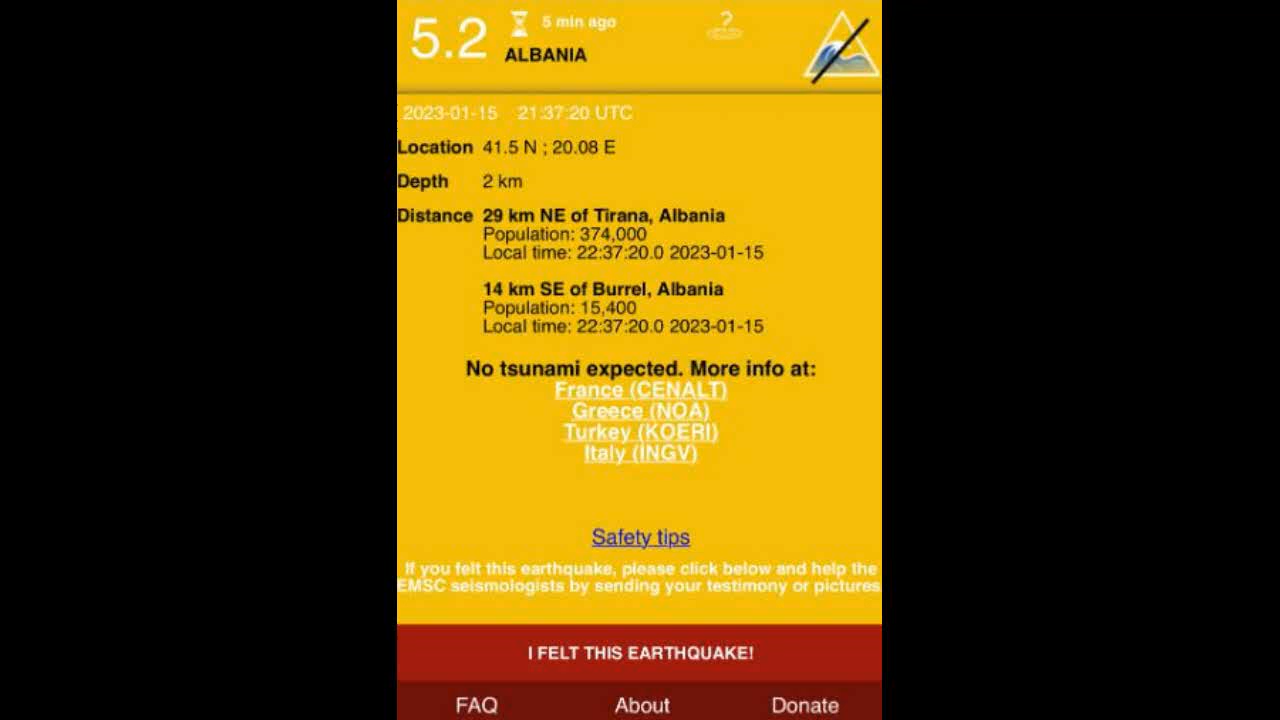 5.2
5 min ago
?
ALBANIA
2023-01-15 21:37:20 UTC
Location 41.5 N ; 20.08 E
Depth 2 km
Distance 29 km NE of Tirana, Albania
Population: 374,000
Local time: 22:37:20.0 2023-01-15
14 km SE of Burrel, Albania
Population: 15,400
Local time: 22:37:20.0 2023-01-15
No tsunami expected. More info at:
France (CENALT)
Greece (NOA)
Turkey (KOERI)
Italy (INGV)
Safety tips
If you felt this earthquake, please click below and help the
EMSC seismologists by sending your testimony or pictures
I FELT THIS EARTHQUAKE!
FAQ About Donate